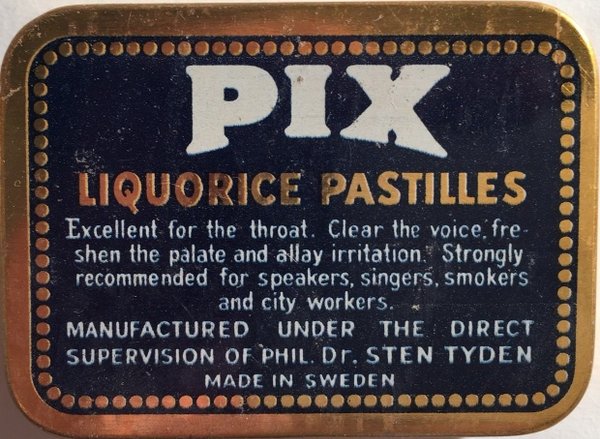 PIX
LIQUORICE PASTILLES
Excellent for the throat. Clear the voice, fre-
shen the palate and allay irritation. Strongly
recommended for speakers, singers, smokers
and city workers.
MANUFACTURED UNDER THE DIRECT
SUPERVISION OF PHIL. Dr. STEN TYDEN
MADE IN SWEDEN